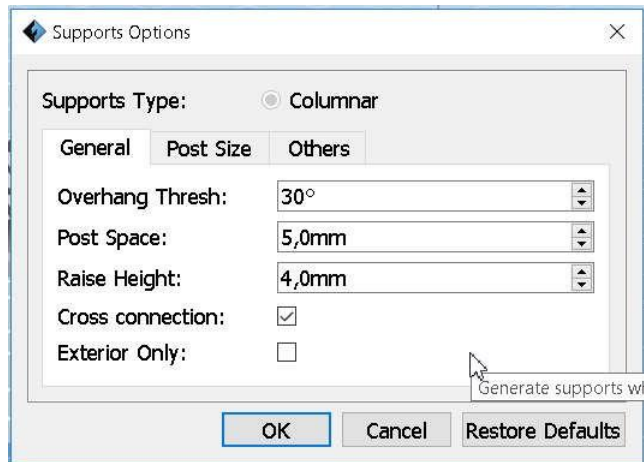 Supports Options
Supports Type: Columnar
General Post Size Others
Overhang Thresh: 30°
Post Space: 5,0mm
Raise Height: 4,0mm
Cross connection:
Exterior Only:
Generate supports
OK Cancel Restore Defaults